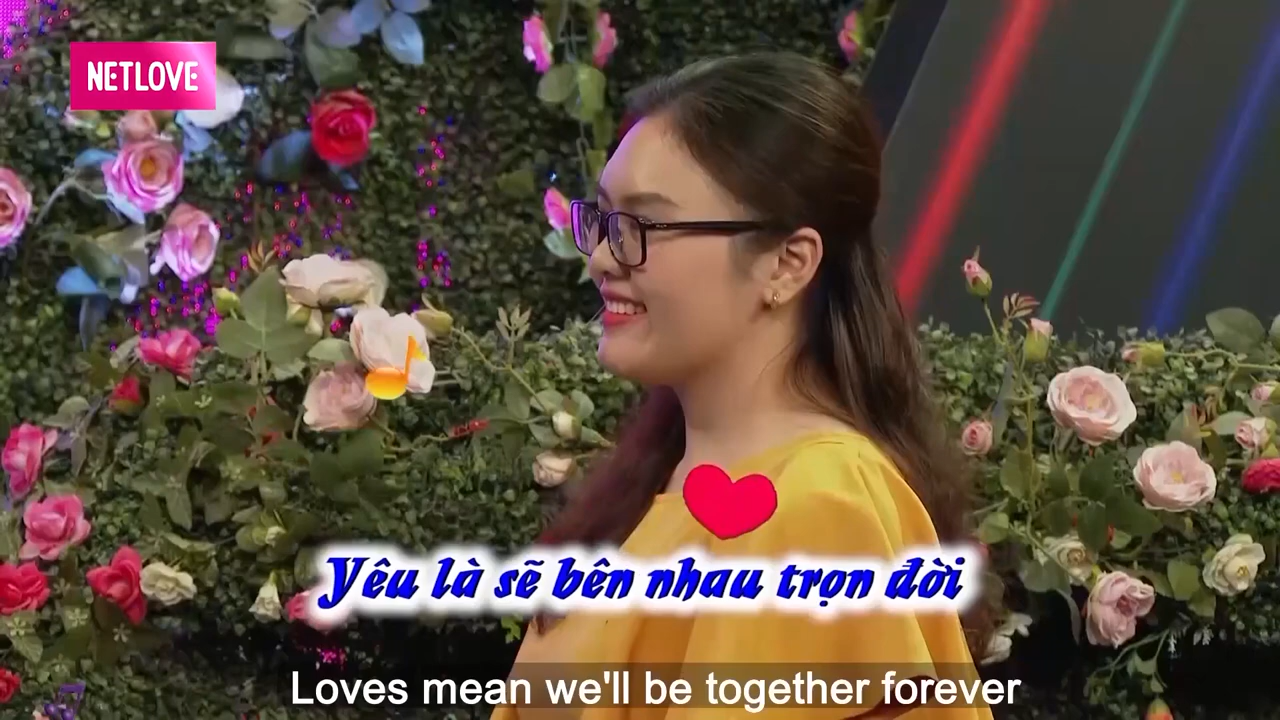 NETLOVE
Yêu là sẽ bên nhau trọn đời
Loves mean we'll be together forever